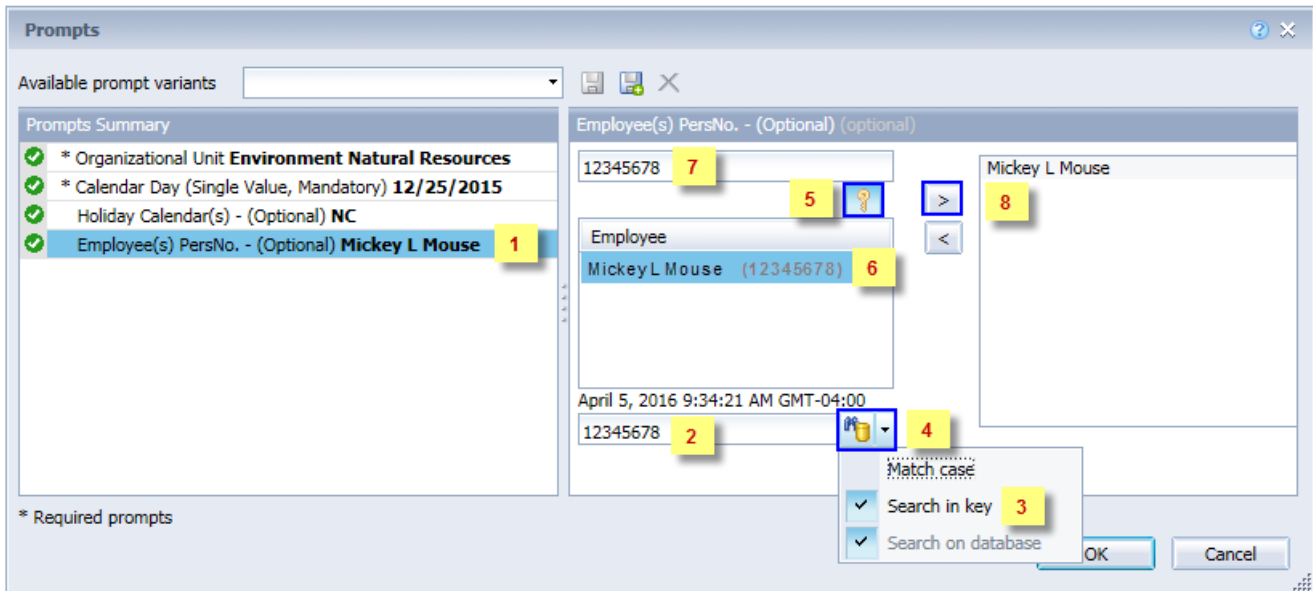 Prompts
Available prompt variants
Prompts Summary
* Organizational Unit Environment Natural Resources
* Calendar Day (Single Value, Mandatory) 12/25/2015
Holiday Calendar(s) - (Optional) NC
Employee(s) PersNo. - (Optional) Mickey L Mouse 1
* Required prompts
Employee(s) PersNo. - (Optional) (optional)
12345678 7
5
Employee
Mickey L Mouse (12345678) 6
April 5, 2016 9:34:21 AM GMT-04:00
12345678 2
4
Match case
Search in key 3
Search on database
>
<
Mickey L Mouse
8
OK
Cancel